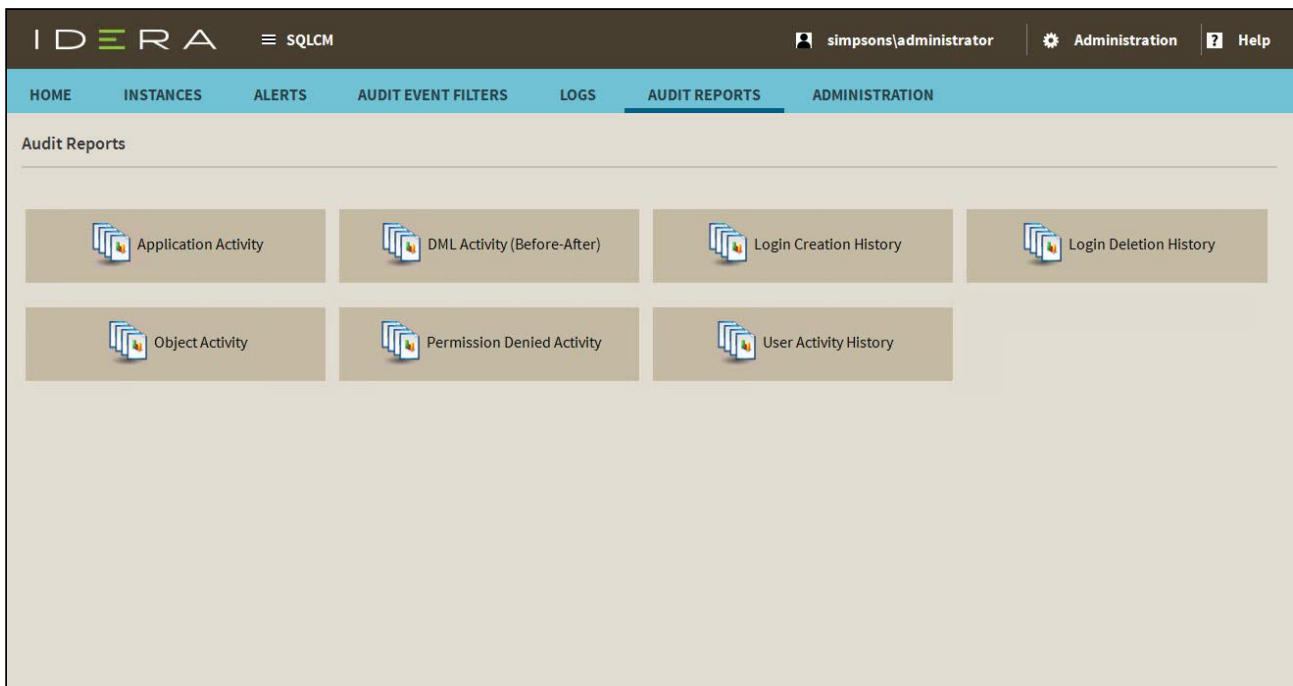 IDERA SQLCM simpsons\administrator Administration ? Help
HOME INSTANCES ALERTS AUDIT EVENT FILTERS LOGS AUDIT REPORTS ADMINISTRATION
Audit Reports
Application Activity DML Activity (Before-After) Login Creation History Login Deletion History
Object Activity Permission Denied Activity User Activity History